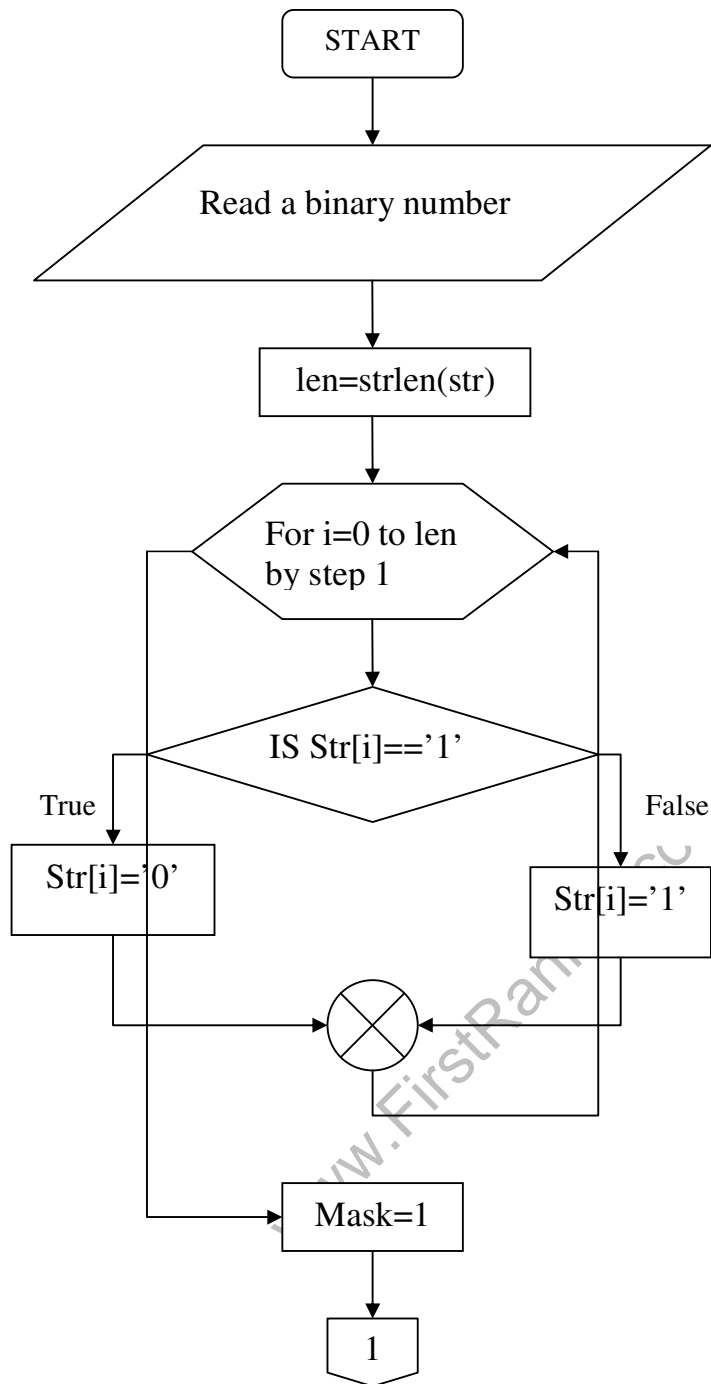 START
Read a binary number
len=strlen(str)
For i=0 to len
by step 1
IS Str[i]==’1’
True
False
Str[i]=’0’
Str[i]=’1’
Mask=1
1